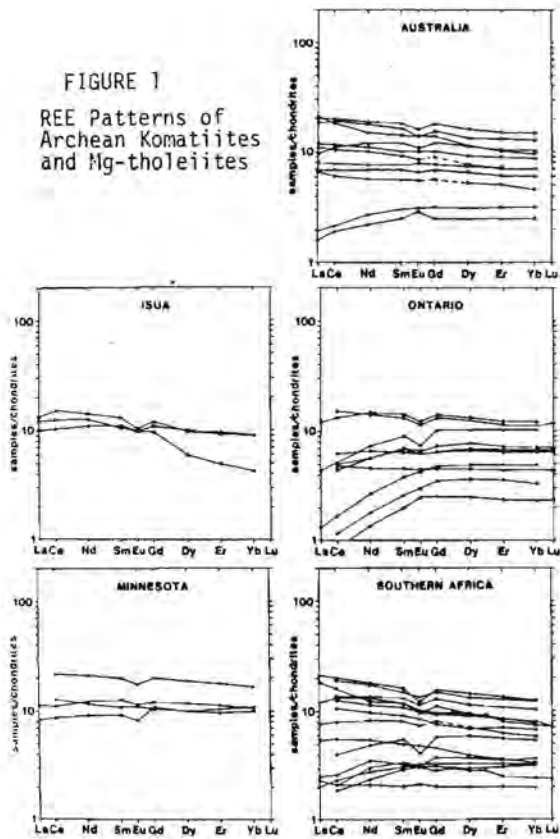 FIGURE 1
REE Patterns of
Archean Komatiites
and Mg-tholeiites
AUSTRALIA
100
samples/chondrites
10
1
La Ce Nd Sm Eu Gd Dy Er Yb Lu
ISUA
100
samples/chondrites
10
1
La Ce Nd Sm Eu Gd Dy Er Yb Lu
ONTARIO
100
samples/chondrites
10
1
La Ce Nd Sm Eu Gd Dy Er Yb Lu
MINNESOTA
100
samples/chondrites
10
1
La Ce Nd Sm Eu Gd Dy Er Yb Lu
SOUTHERN AFRICA
100
samples/chondrites
10
1
La Ce Nd Sm Eu Gd Dy Er Yb Lu